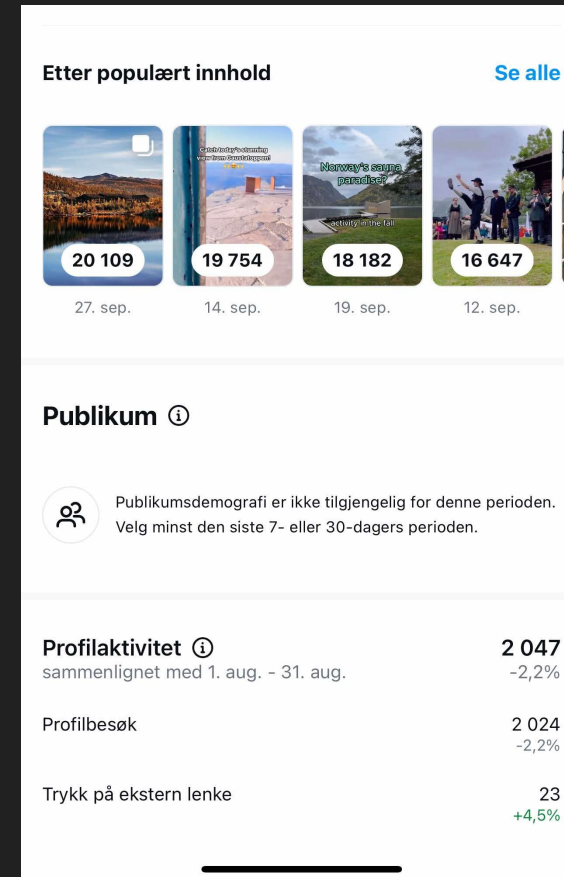 Etter populært innhold
Se alle
Catch today's stunning
view from Gaustatoppen!
Norway's sauna
paradise?
activity in the fall
20 109
19 754
18 182
16 647
27. sep.
14. sep.
19. sep.
12. sep.
Publikum
Publikumsdemografi er ikke tilgjengelig for denne perioden.
Velg minst den siste 7- eller 30-dagers perioden.
Profilaktivitet
2 047
sammenlignet med 1. aug. - 31. aug.
-2,2%
Profilbesøk
2 024
-2,2%
Trykk på ekstern lenke
23
+4,5%